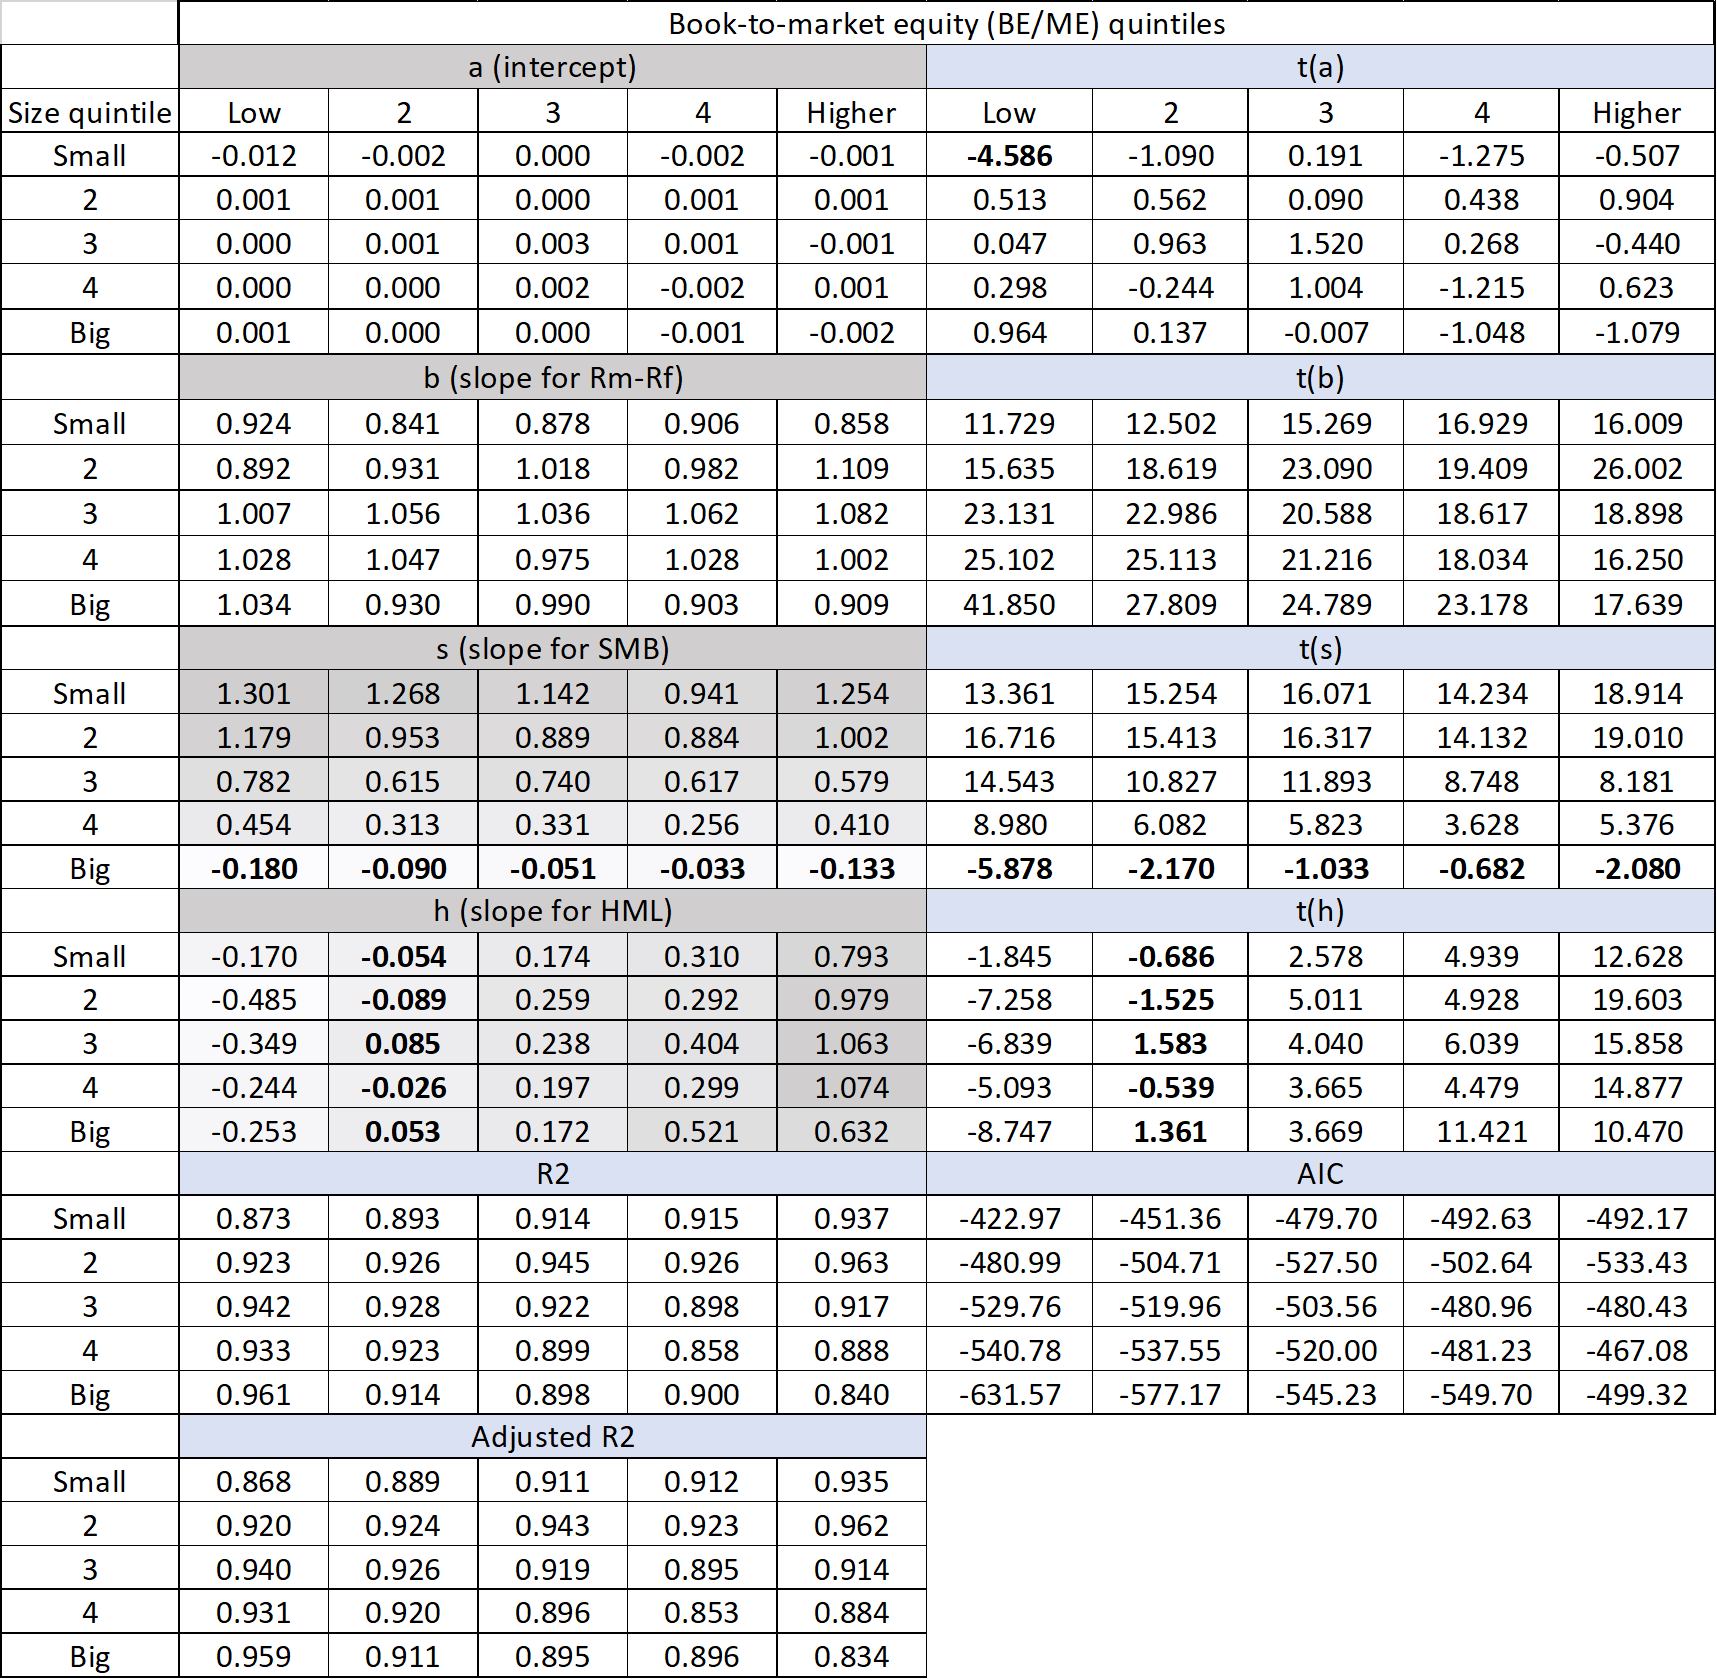 Book-to-market equity (BE/ME) quintiles
a (intercept) t(a)
Size quintile Low 2 3 4 Higher Low 2 3 4 Higher
Small -0.012 -0.002 0.000 -0.002 -0.001 -4.586 -1.090 0.191 -1.275 -0.507
2 0.001 0.001 0.000 0.001 0.001 0.513 0.562 0.090 0.438 0.904
3 0.000 0.001 0.003 0.001 -0.001 0.047 0.963 1.520 0.268 -0.440
4 0.000 0.000 0.002 -0.002 0.001 0.298 -0.244 1.004 -1.215 0.623
Big 0.001 0.000 0.000 -0.001 -0.002 0.964 0.137 -0.007 -1.048 -1.079
b (slope for Rm-Rf) t(b)
Small 0.924 0.841 0.878 0.906 0.858 11.729 12.502 15.269 16.929 16.009
2 0.892 0.931 1.018 0.982 1.109 15.635 18.619 23.090 19.409 26.002
3 1.007 1.056 1.036 1.062 1.082 23.131 22.986 20.588 18.617 18.898
4 1.028 1.047 0.975 1.028 1.002 25.102 25.113 21.216 18.034 16.250
Big 1.034 0.930 0.990 0.903 0.909 41.850 27.809 24.789 23.178 17.639
s (slope for SMB) t(s)
Small 1.301 1.268 1.142 0.941 1.254 13.361 15.254 16.071 14.234 18.914
2 1.179 0.953 0.889 0.884 1.002 16.716 15.413 16.317 14.132 19.010
3 0.782 0.615 0.740 0.617 0.579 14.543 10.827 11.893 8.748 8.181
4 0.454 0.313 0.331 0.256 0.410 8.980 6.082 5.823 3.628 5.376
Big -0.180 -0.090 -0.051 -0.033 -0.133 -5.878 -2.170 -1.033 -0.682 -2.080
h (slope for HML) t(h)
Small -0.170 -0.054 0.174 0.310 0.793 -1.845 -0.686 2.578 4.939 12.628
2 -0.485 -0.089 0.259 0.292 0.979 -7.258 -1.525 5.011 4.928 19.603
3 -0.349 0.085 0.238 0.404 1.063 -6.839 1.583 4.040 6.039 15.858
4 -0.244 -0.026 0.197 0.299 1.074 -5.093 -0.539 3.665 4.479 14.877
Big -0.253 0.053 0.172 0.521 0.632 -8.747 1.361 3.669 11.421 10.470
R2 AIC
Small 0.873 0.893 0.914 0.915 0.937 -422.97 -451.36 -479.70 -492.63 -492.17
2 0.923 0.926 0.945 0.926 0.963 -480.99 -504.71 -527.50 -502.64 -533.43
3 0.942 0.928 0.922 0.898 0.917 -529.76 -519.96 -503.56 -480.96 -480.43
4 0.933 0.923 0.899 0.858 0.888 -540.78 -537.55 -520.00 -481.23 -467.08
Big 0.961 0.914 0.898 0.900 0.840 -631.57 -577.17 -545.23 -549.70 -499.32
Adjusted R2
Small 0.868 0.889 0.911 0.912 0.935
2 0.920 0.924 0.943 0.923 0.962
3 0.940 0.926 0.919 0.895 0.914
4 0.931 0.920 0.896 0.853 0.884
Big 0.959 0.911 0.895 0.896 0.834